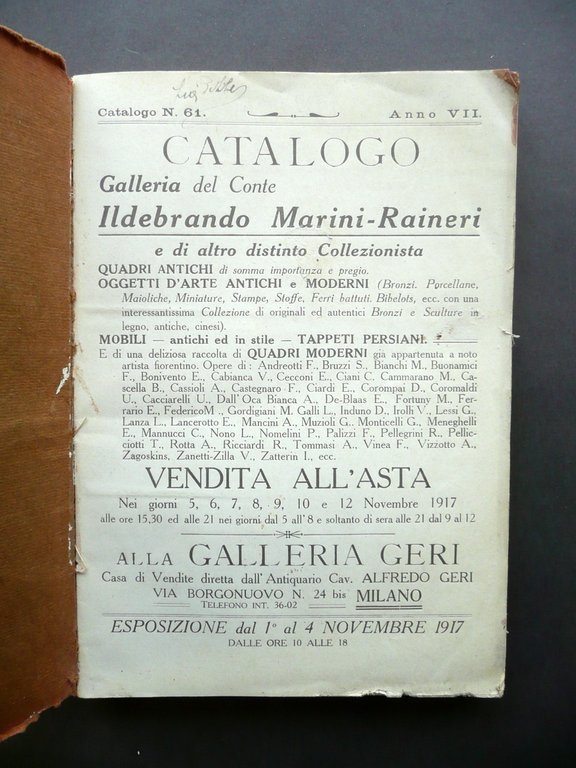 Catalogo N. 61. Anno VII.
CATALOGO
Galleria del Conte
Ildebrando Marini-Raineri
e di altro distinto Collezionista
QUADRI ANTICHI di somma importanza e pregio.
OGGETTI D'ARTE ANTICHI e MODERNI (Bronzi. Porcellane,
Maioliche, Miniature, Stampe, Stoffe, Ferri battuti. Bibelots, ecc. con una
interessantissima Collezione di originali ed autentici Bronzi e Sculture in
legno, antiche, cinesi).
MOBILI — antichi ed in stile — TAPPETI PERSIANI.
E di una deliziosa raccolta di QUADRI MODERNI già appartenuta a noto
artista fiorentino. Opere di: Andreotti F., Bruzzi S., Bianchi M., Buonamici
F., Bonivento E., Cabianca V., Cecconi E., Ciani C. Cammarano M., Ca-
scella B., Cassioli A., Castegnaro F., Ciardi E., Corompai D., Coromaldi
U., Cacciarelli U., Dall'Oca Bianca A., De-Blaas E., Fortuny M., Fer-
rario E., Federico M., Gordigiani M. Galli L., Induno D., Irolli V., Lessi G.,
Lanza L., Lancerotto E., Mancini A., Muzioli G., Monticelli G., Meneghelli
E., Mannucci C., Nono L., Nomelini P., Palizzi F., Pellegrini R., Pellic-
ciotti T., Rotta A., Ricciardi R., Tommasi A., Vinea F., Vizzotto A.,
Zagoskins, Zanetti-Zilla V., Zatterin I., ecc.
VENDITA ALL'ASTA
Nei giorni 5, 6, 7, 8, 9, 10 e 12 Novembre 1917
alle ore 15,30 ed alle 21 nei giorni dal 5 all'8 e soltanto di sera alle 21 dal 9 al 12
ALLA GALLERIA GERI
Casa di Vendite diretta dall'Antiquario Cav. ALFREDO GERI
VIA BORGONUOVO N. 24 bis MILANO
TELEFONO INT. 36-02
ESPOSIZIONE dal 1° al 4 NOVEMBRE 1917
DALLE ORE 10 ALLE 18